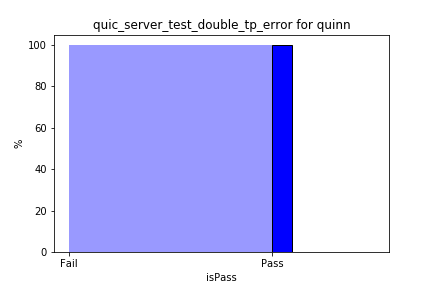 quic_server_test_double_tp_error for quinn
100
80
60
40
20
0
%
Fail
Pass
isPass